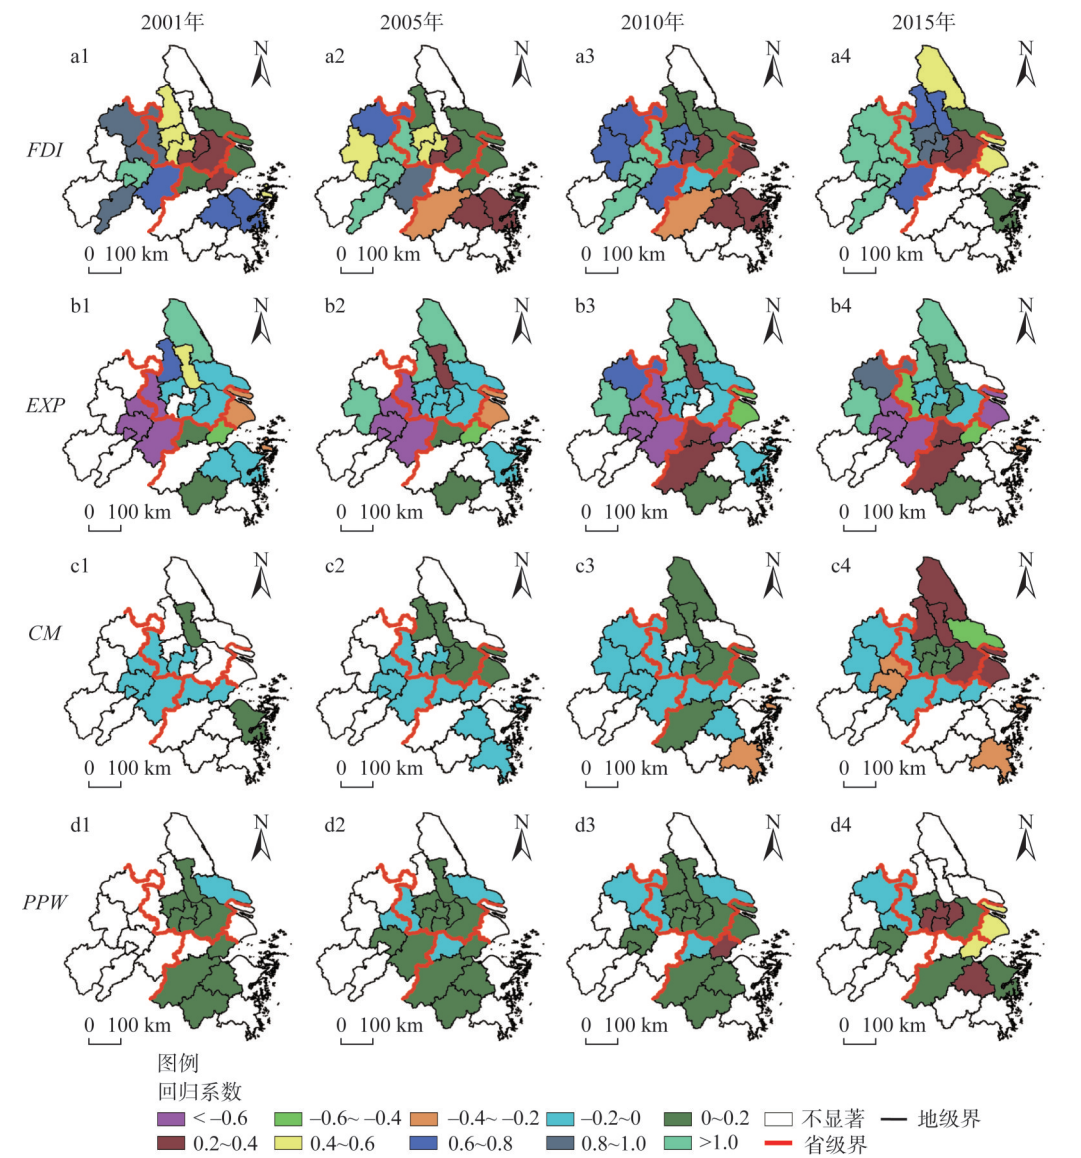 2001年 2005年 2010年 2015年
a1 N a2 N a3 N a4 N
FDI
0 100 km 0 100 km 0 100 km 0 100 km
b1 N b2 N b3 N b4 N
EXP
0 100 km 0 100 km 0 100 km 0 100 km
c1 N c2 N c3 N c4 N
CM
0 100 km 0 100 km 0 100 km 0 100 km
d1 N d2 N d3 N d4 N
PPW
0 100 km 0 100 km 0 100 km 0 100 km
图例
回归系数
< −0.6 −0.6~ −0.4 −0.4~ −0.2 −0.2~0 0~0.2 不显著 地级界
0.2~0.4 0.4~0.6 0.6~0.8 0.8~1.0 >1.0 省级界